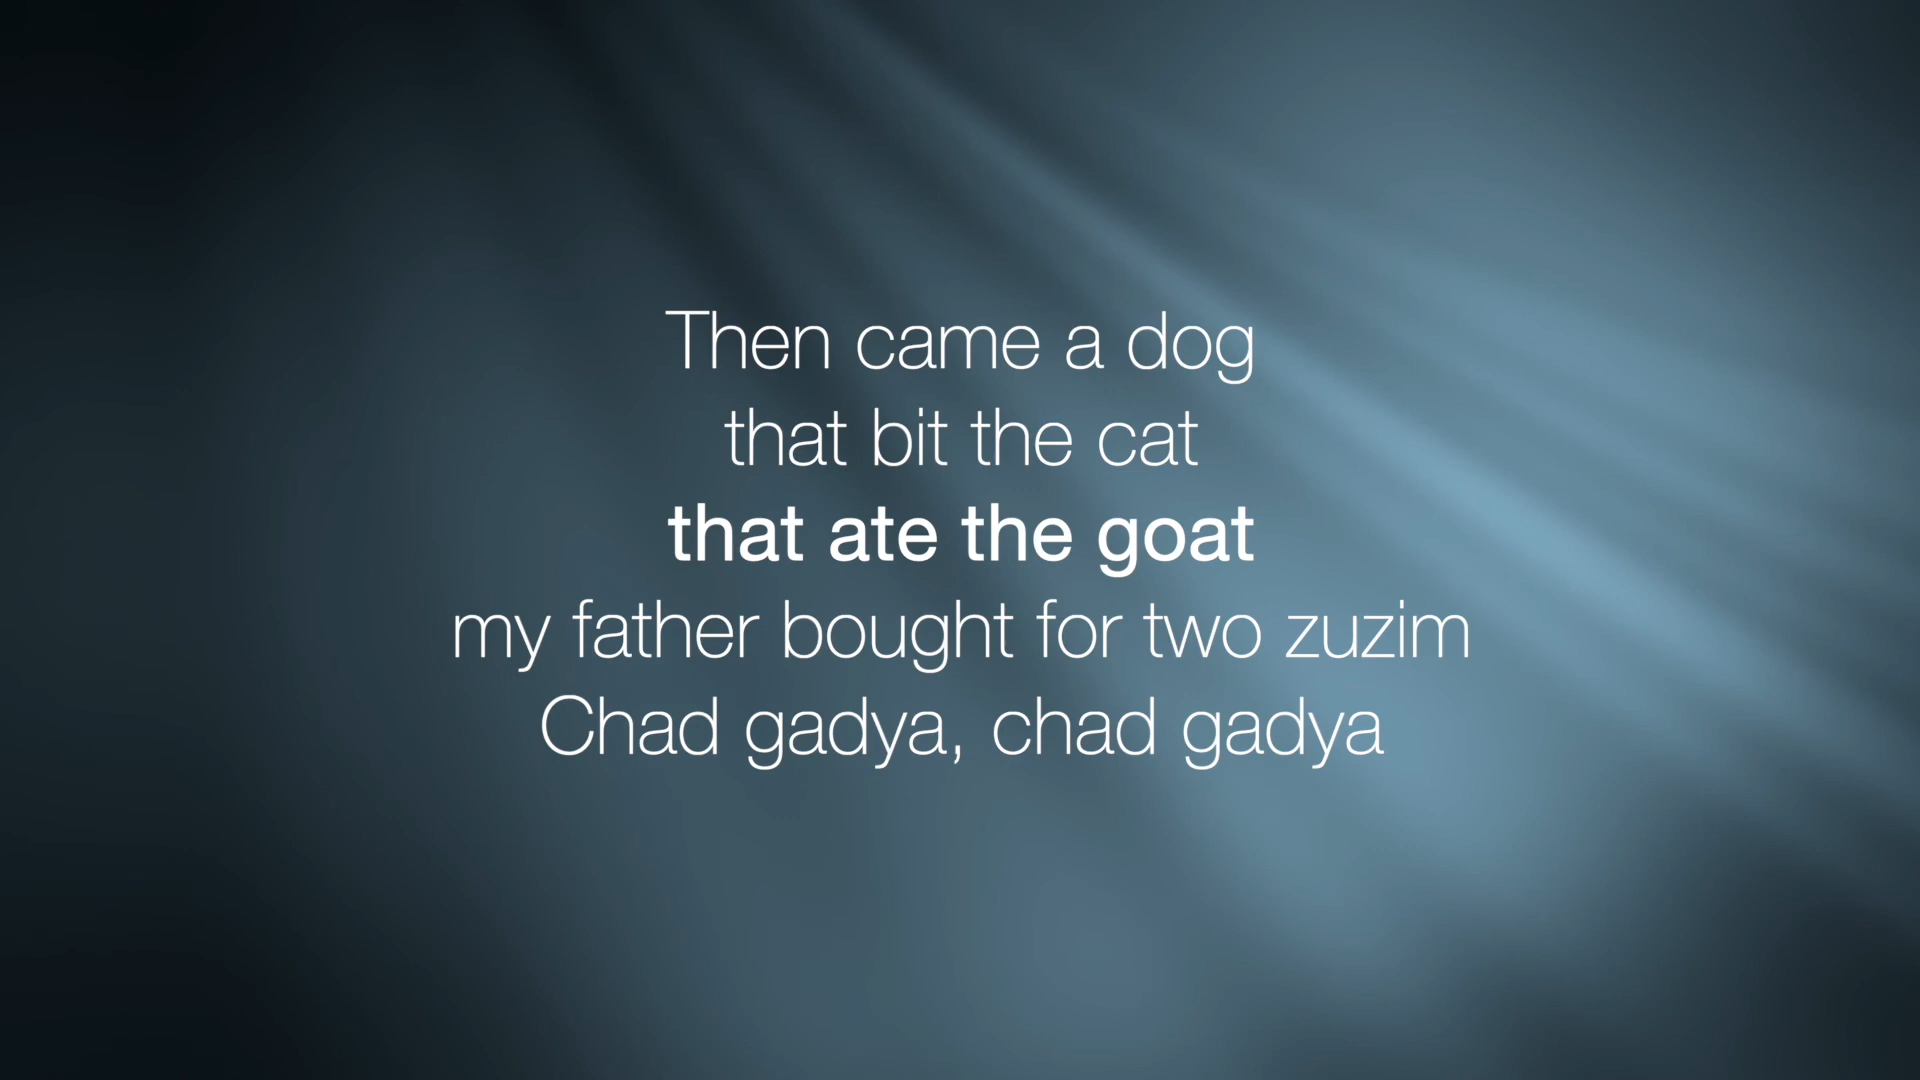 Then came a dog
that bit the cat
that ate the goat
my father bought for two zuzim
Chad gadya, chad gadya